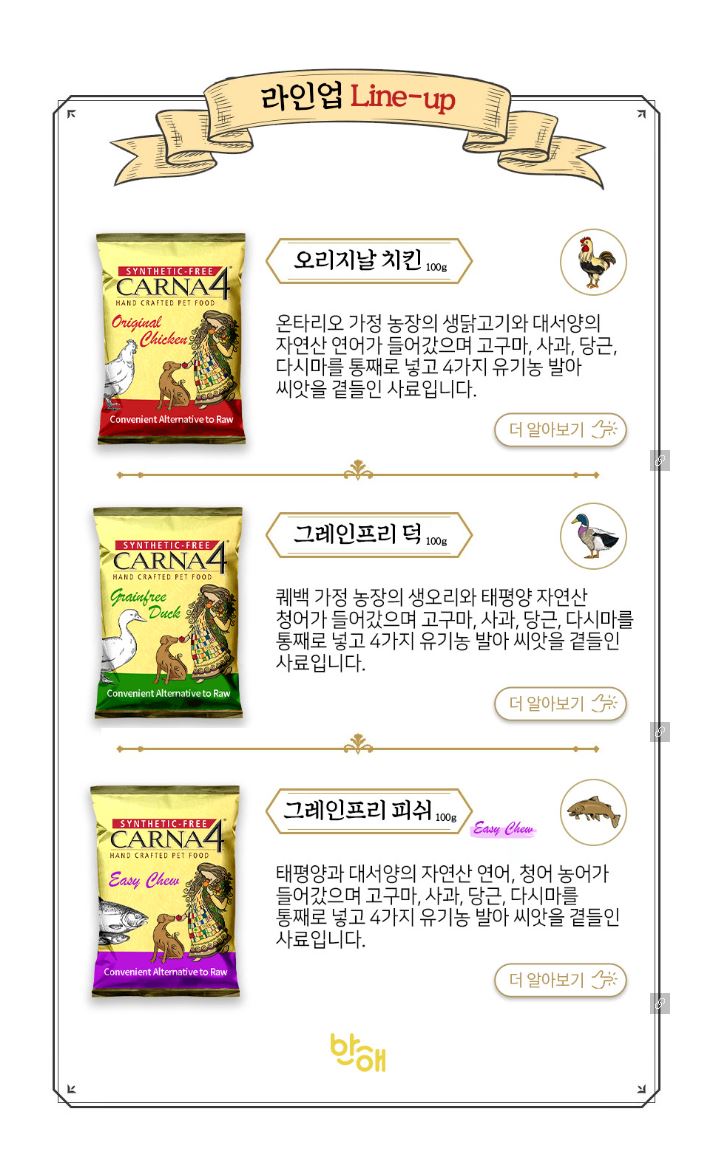 라인업 Line-up
SYNTHETIC-FREE
CARNA4
HAND CRAFTED PET FOOD
Original
Chicken
Convenient Alternative to Raw
오리지날 치킨 100g
온타리오 가정 농장의 생닭고기와 대서양의
자연산 연어가 들어갔으며 고구마, 사과, 당근,
다시마를 통째로 넣고 4가지 유기농 발아
씨앗을 곁들인 사료입니다.
더 알아보기
SYNTHETIC-FREE
CARNA4
HAND CRAFTED PET FOOD
Grainfree
Duck
Convenient Alternative to Raw
그레인프리 덕 100g
퀘백 가정 농장의 생오리와 태평양 자연산
청어가 들어갔으며 고구마, 사과, 당근, 다시마를
통째로 넣고 4가지 유기농 발아 씨앗을 곁들인
사료입니다.
더 알아보기
SYNTHETIC-FREE
CARNA4
HAND CRAFTED PET FOOD
Easy Chew
Convenient Alternative to Raw
그레인프리 피쉬 100g
Easy Chew
태평양과 대서양의 자연산 연어, 청어 농어가
들어갔으며 고구마, 사과, 당근, 다시마를
통째로 넣고 4가지 유기농 발아 씨앗을 곁들인
사료입니다.
더 알아보기
한해